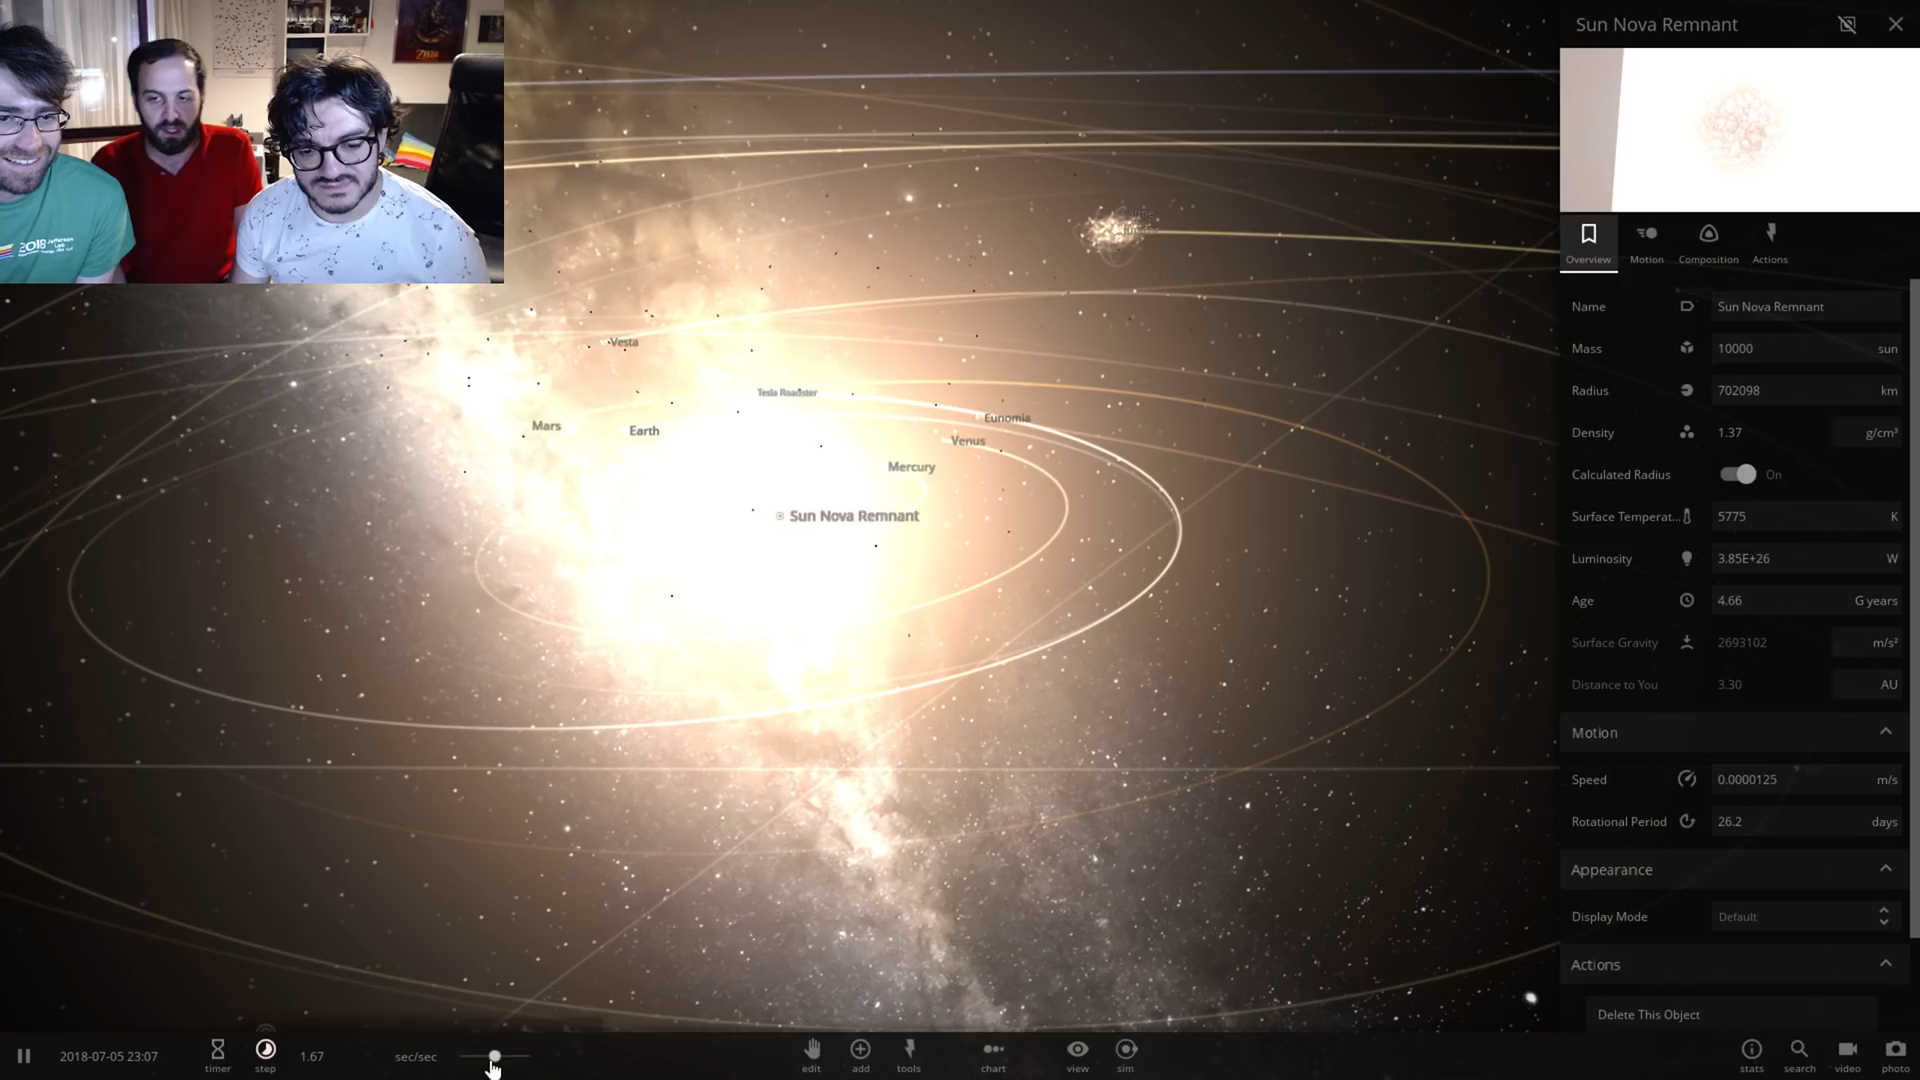 Sun Nova Remnant
ZELDA
2018 Jefferson
Lab
Vesta
Tesla Roadster
Mars
Earth
Eunomia
Venus
Mercury
Sun Nova Remnant
Overview
Motion
Composition
Actions
Name Sun Nova Remnant
Mass 10000 sun
Radius 702098 km
Density 1.37 g/cm³
Calculated Radius On
Surface Temperat... 5775 K
Luminosity 3.85E+26 W
Age 4.66 G years
Surface Gravity 2693102 m/s²
Distance to You 3.30 AU
Motion
Speed 0.0000125 m/s
Rotational Period 26.2 days
Appearance
Display Mode Default
Actions
Delete This Object
2018-07-05 23:07
timer
step
1.67
sec/sec
edit
add
tools
chart
view
sim
stats
search
video
photo